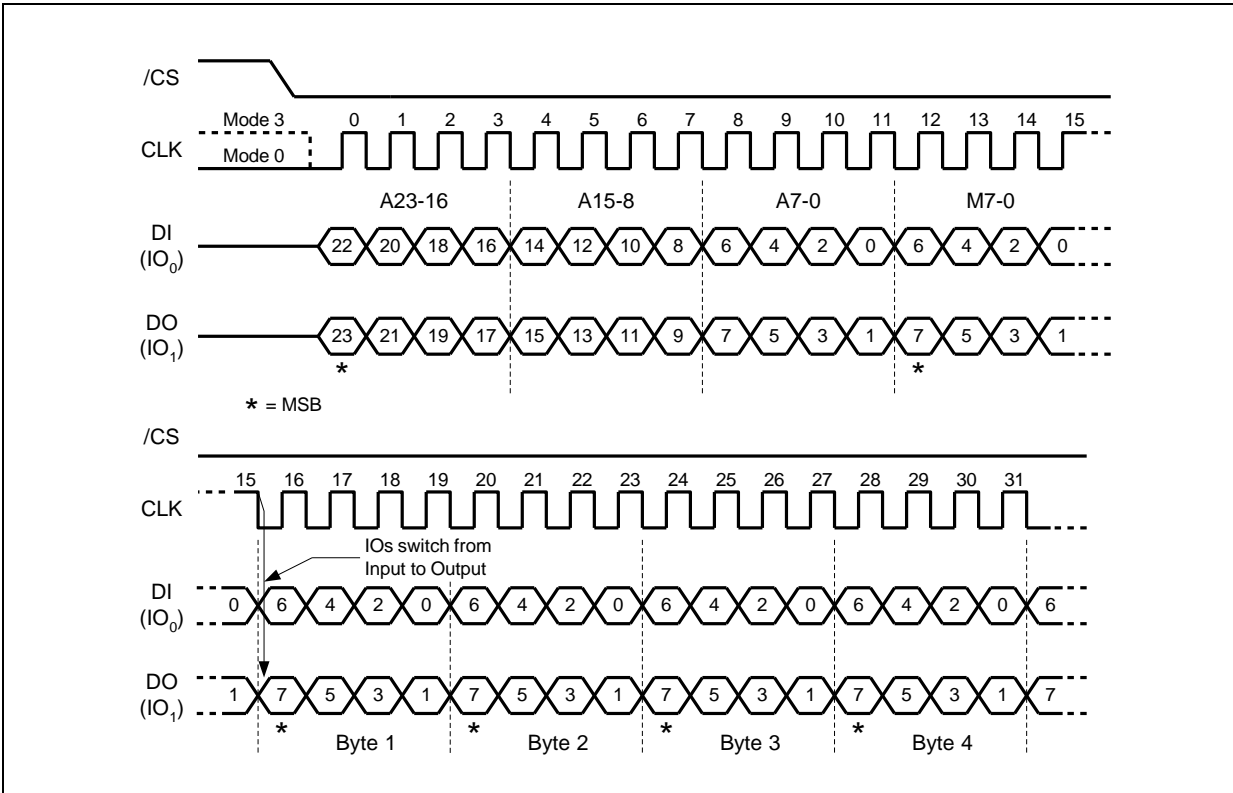 /CS
Mode 3 0 1 2 3 4 5 6 7 8 9 10 11 12 13 14 15
CLK
Mode 0
A23-16 A15-8 A7-0 M7-0
DI
(IO0)
22 20 18 16 14 12 10 8 6 4 2 0 6 4 2 0
DO
(IO1)
23 21 19 17 15 13 11 9 7 5 3 1 7 5 3 1
* *
* = MSB
/CS
15 16 17 18 19 20 21 22 23 24 25 26 27 28 29 30 31
CLK
IOs switch from
Input to Output
DI
(IO0)
0 6 4 2 0 6 4 2 0 6 4 2 0 6 4 2 0 6
DO
(IO1)
1 7 5 3 1 7 5 3 1 7 5 3 1 7 5 3 1 7
* * * *
Byte 1 Byte 2 Byte 3 Byte 4